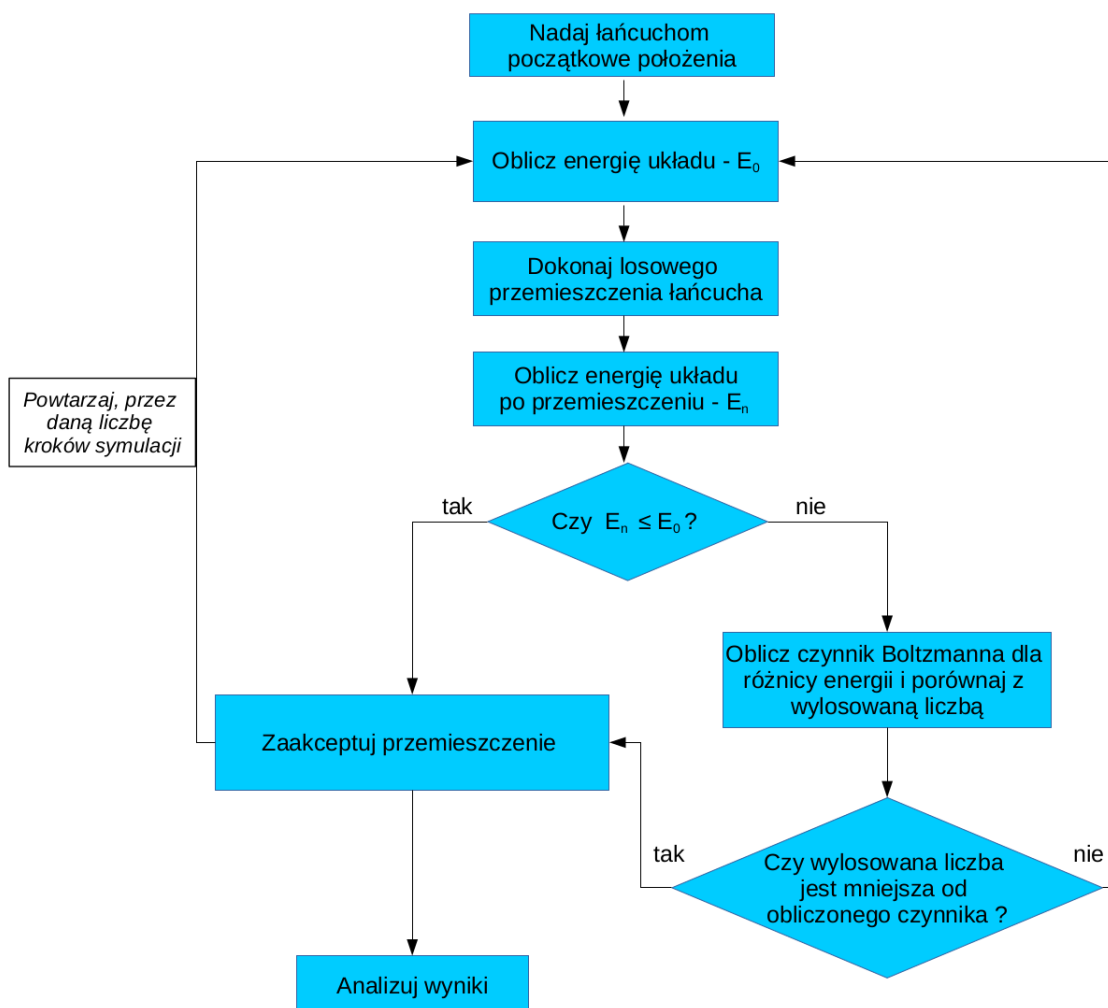 Nadaj łańcuchom
początkowe położenia
Oblicz energię układu - E₀
Dokonaj losowego
przemieszczenia łańcucha
Oblicz energię układu
po przemieszczeniu - Eₙ
Powtarzaj, przez
daną liczbę
kroków symulacji
tak
Czy Eₙ ≤ E₀ ?
nie
Oblicz czynnik Boltzmanna dla
różnicy energii i porównaj z
wylosowaną liczbą
Zaakceptuj przemieszczenie
tak
Czy wylosowana liczba
jest mniejsza od
obliczonego czynnika ?
nie
Analizuj wyniki